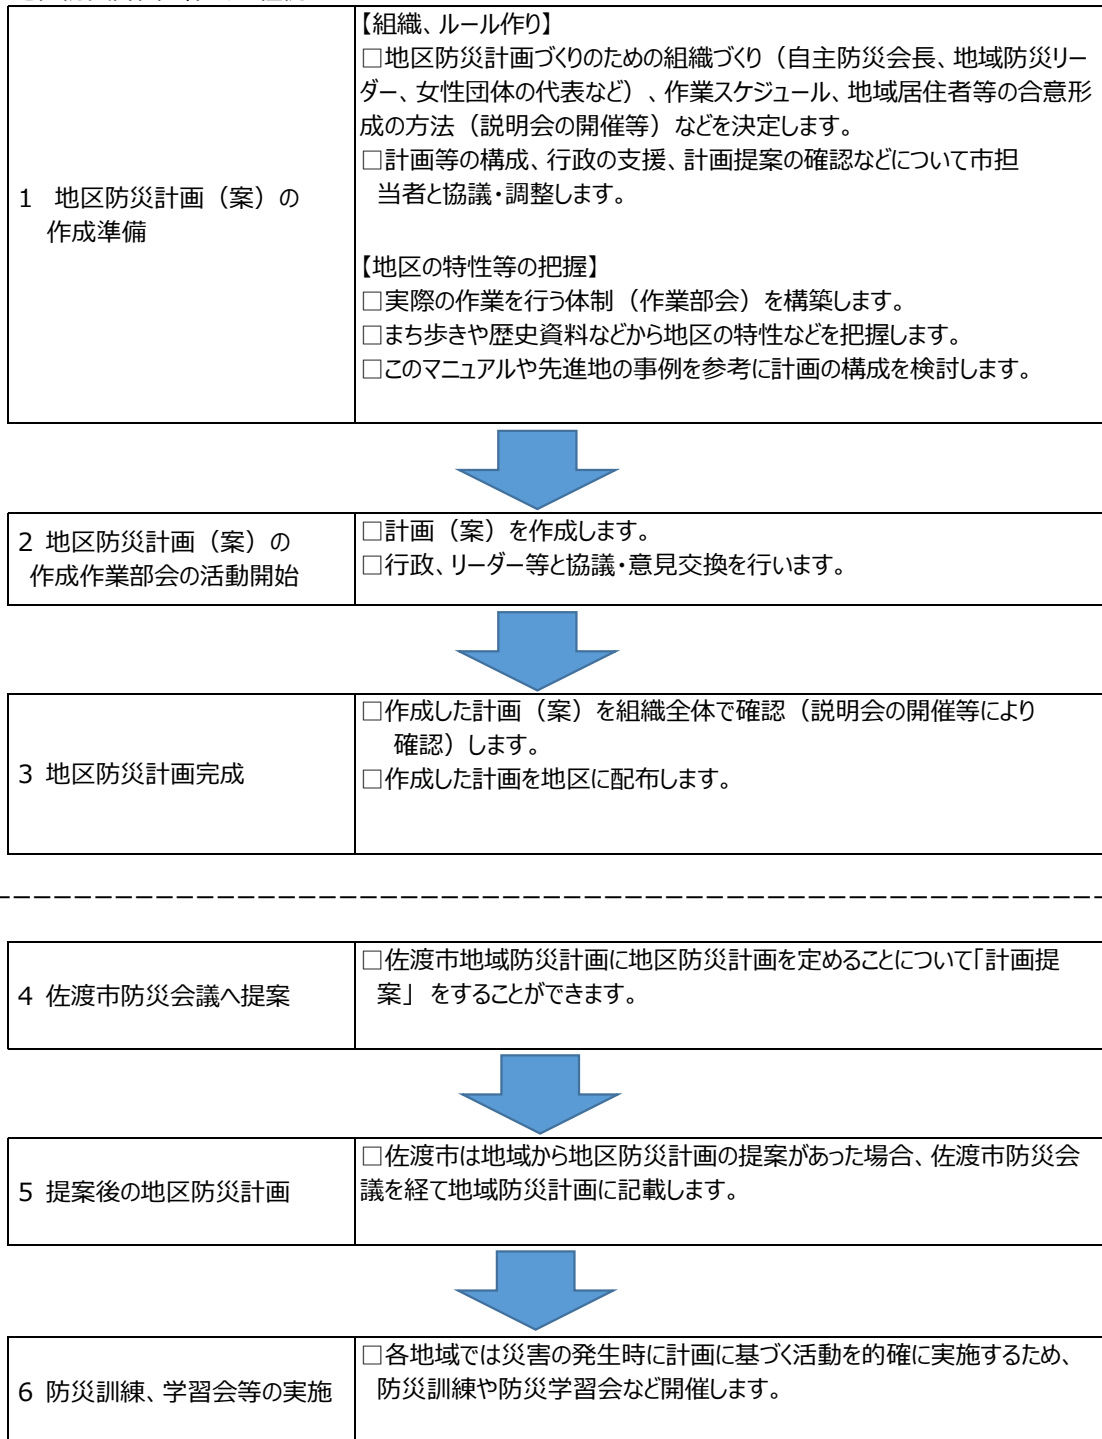 【組織、ルール作り】
□地区防災計画づくりのための組織づくり（自主防災会長、地域防災リー
ダー、女性団体の代表など）、作業スケジュール、地域居住者等の合意形
成の方法（説明会の開催等）などを決定します。
□計画等の構成、行政の支援、計画提案の確認などについて市担
当者と協議・調整します。
1 地区防災計画（案）の
作成準備
【地区の特性等の把握】
□実際の作業を行う体制（作業部会）を構築します。
□まち歩きや歴史資料などから地区の特性などを把握します。
□このマニュアルや先進地の事例を参考に計画の構成を検討します。
2 地区防災計画（案）の
作成作業部会の活動開始
□計画（案）を作成します。
□行政、リーダー等と協議・意見交換を行います。
3 地区防災計画完成
□作成した計画（案）を組織全体で確認（説明会の開催等により
確認）します。
□作成した計画を地区に配布します。
4 佐渡市防災会議へ提案
□佐渡市地域防災計画に地区防災計画を定めることについて「計画提
案」 をすることができます。
5 提案後の地区防災計画
□佐渡市は地域から地区防災計画の提案があった場合、佐渡市防災会
議を経て地域防災計画に記載します。
6 防災訓練、学習会等の実施
□各地域では災害の発生時に計画に基づく活動を的確に実施するため、
防災訓練や防災学習会など開催します。